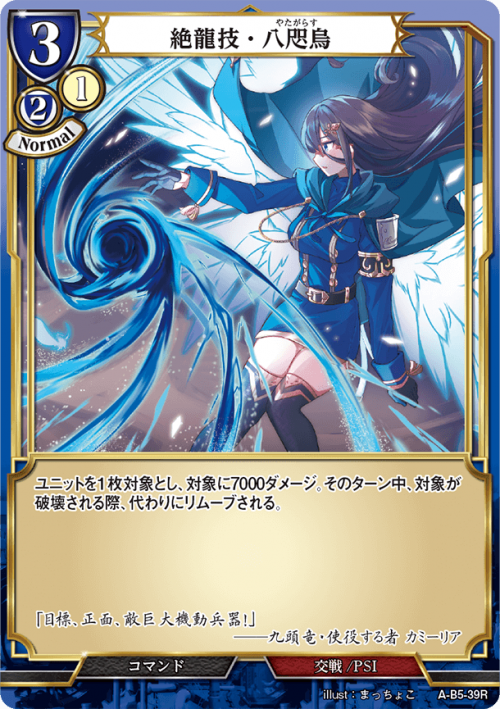 3
やたがらす
絶龍技・八咫烏
2
1
Normal
ユニットを1枚対象とし、対象に7000ダメージ。そのターン中、対象が
破壊される際、代わりにリムーブされる。
「目標、正面、敵巨大機動兵器!」
――九頭竜・使役する者 カミーリア
コマンド
交戦/PSI
illust:まっちょこ
A-B5-39R